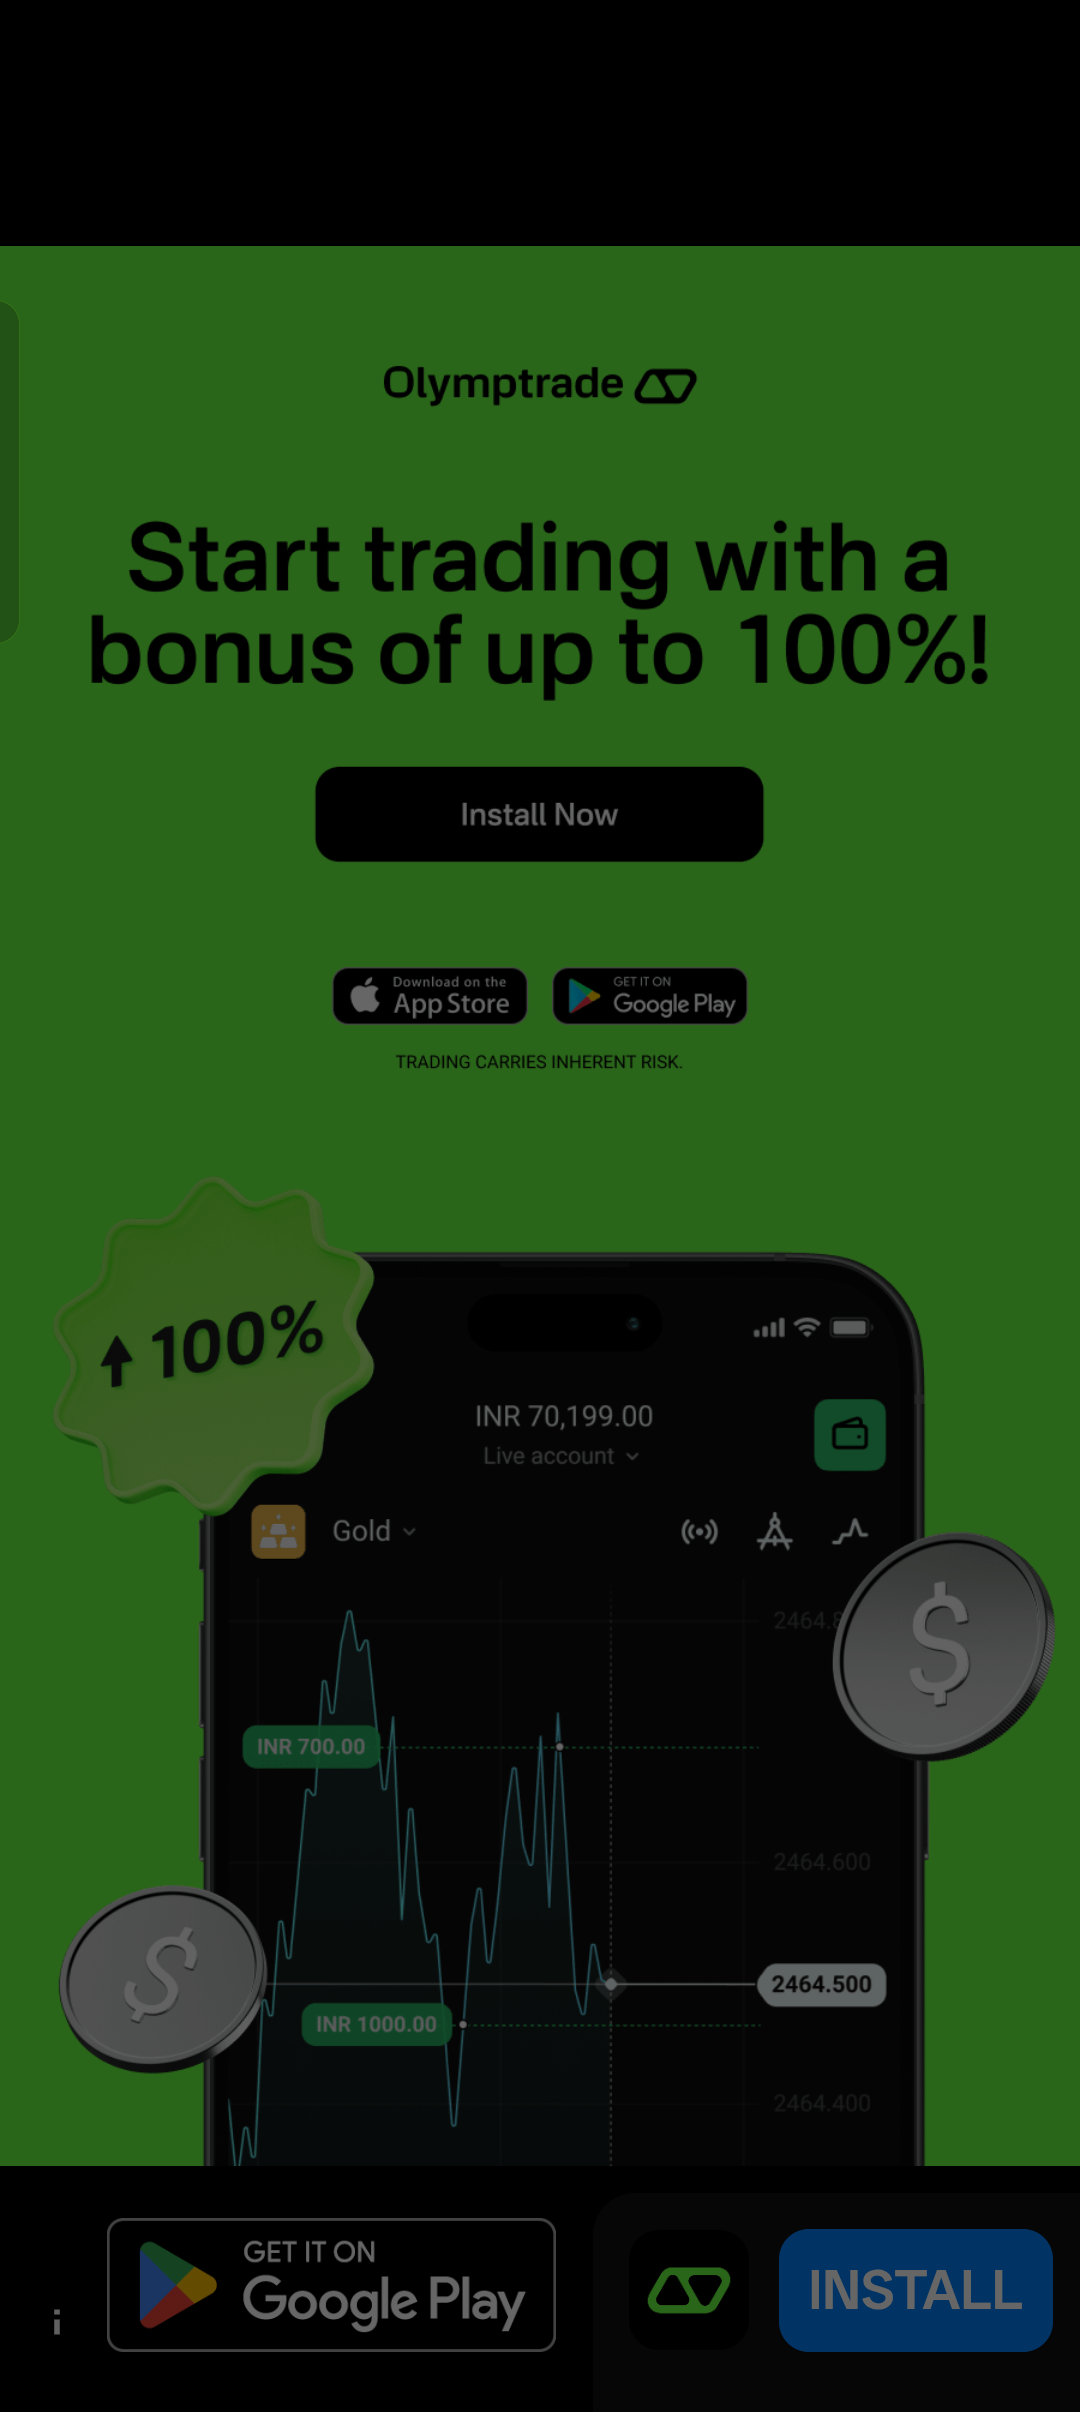 Olymptrade
Start trading with a
bonus of up to 100%!
Install Now
Download on the
App Store
GET IT ON
Google Play
TRADING CARRIES INHERENT RISK.
100%
INR 70,199.00
Live account
Gold
INR 700.00
2464.600
2464.500
INR 1000.00
2464.400
GET IT ON
Google Play
INSTALL
i